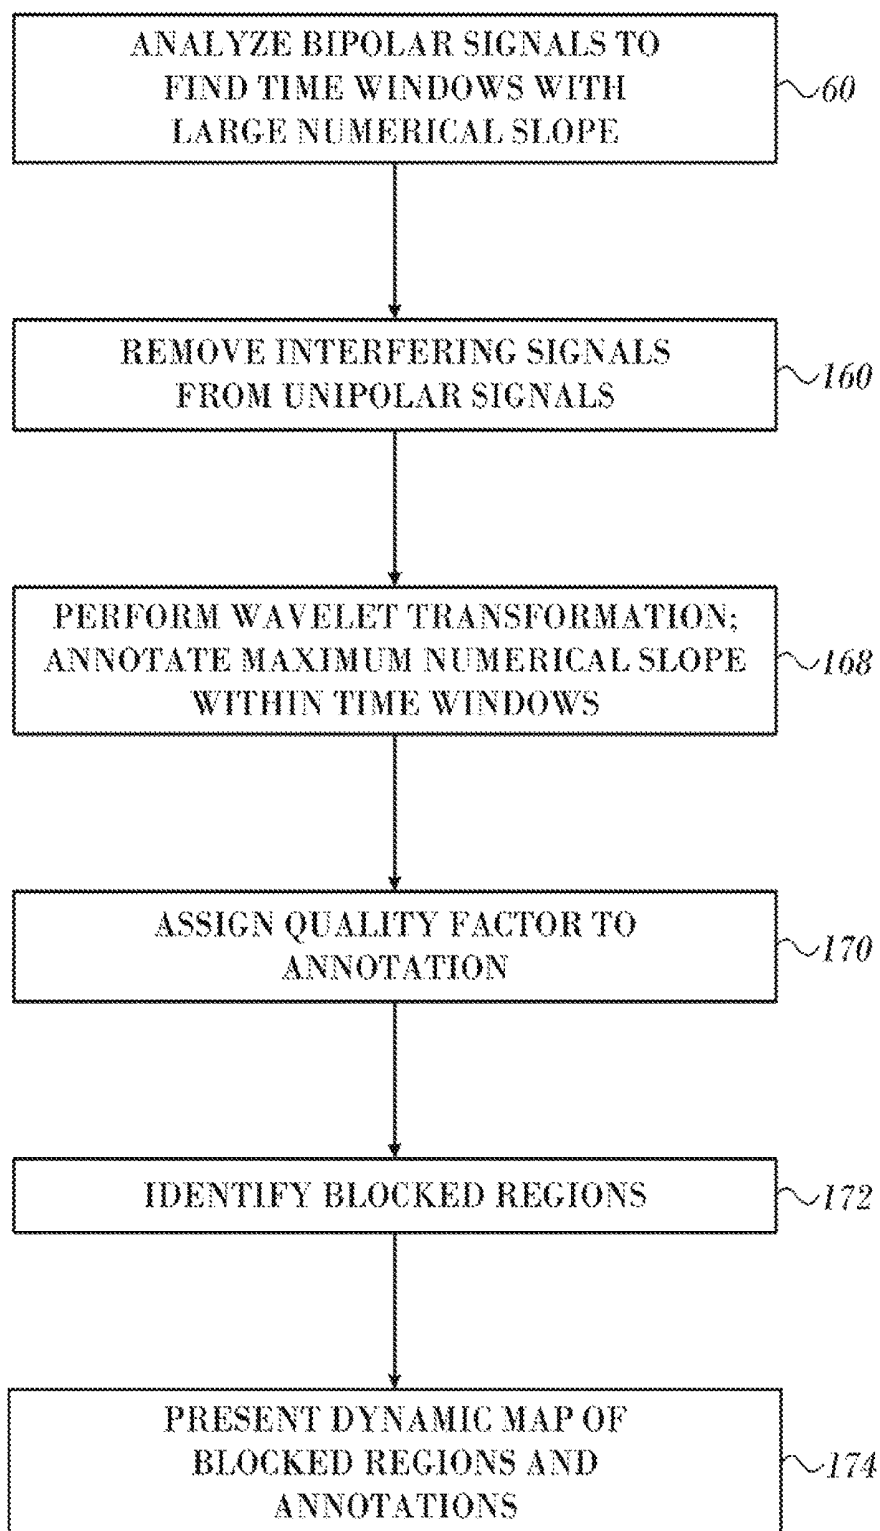 ANALYZE BIPOLAR SIGNALS TO
FIND TIME WINDOWS WITH
LARGE NUMERICAL SLOPE
60
REMOVE INTERFERING SIGNALS
FROM UNIPOLAR SIGNALS
160
PERFORM WAVELET TRANSFORMATION;
ANNOTATE MAXIMUM NUMERICAL SLOPE
WITHIN TIME WINDOWS
168
ASSIGN QUALITY FACTOR TO
ANNOTATION
170
IDENTIFY BLOCKED REGIONS
172
PRESENT DYNAMIC MAP OF
BLOCKED REGIONS AND
ANNOTATIONS
174